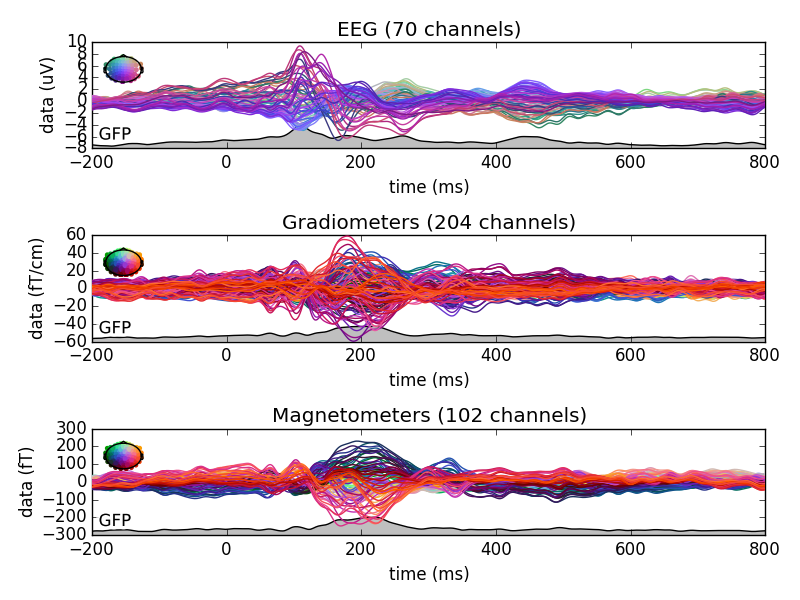 EEG (70 channels)
data (uV)
10
8
6
4
2
0
−2
−4
−6
−8
GFP
−200 0 200 400 600 800
time (ms)
Gradiometers (204 channels)
data (fT/cm)
60
40
20
0
−20
−40
−60
GFP
−200 0 200 400 600 800
time (ms)
Magnetometers (102 channels)
data (fT)
300
200
100
0
−100
−200
−300
GFP
−200 0 200 400 600 800
time (ms)